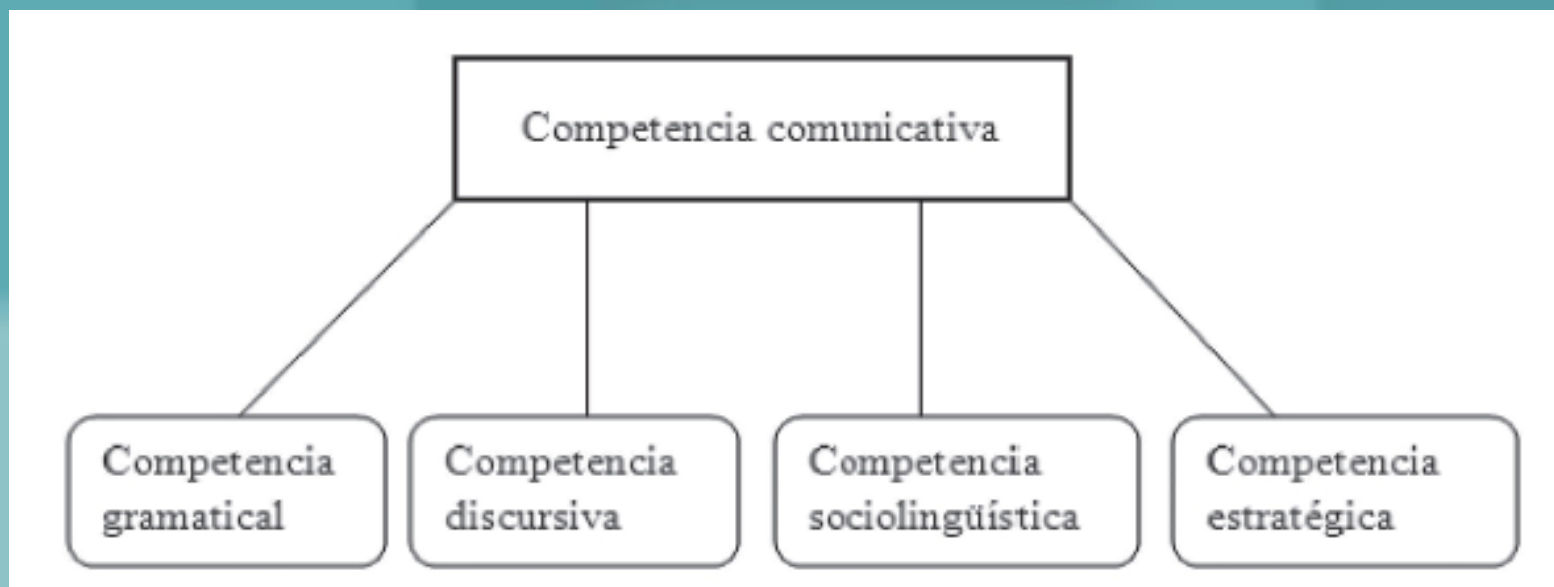 Competencia comunicativa
Competencia
gramatical
Competencia
discursiva
Competencia
sociolingüística
Competencia
estratégica